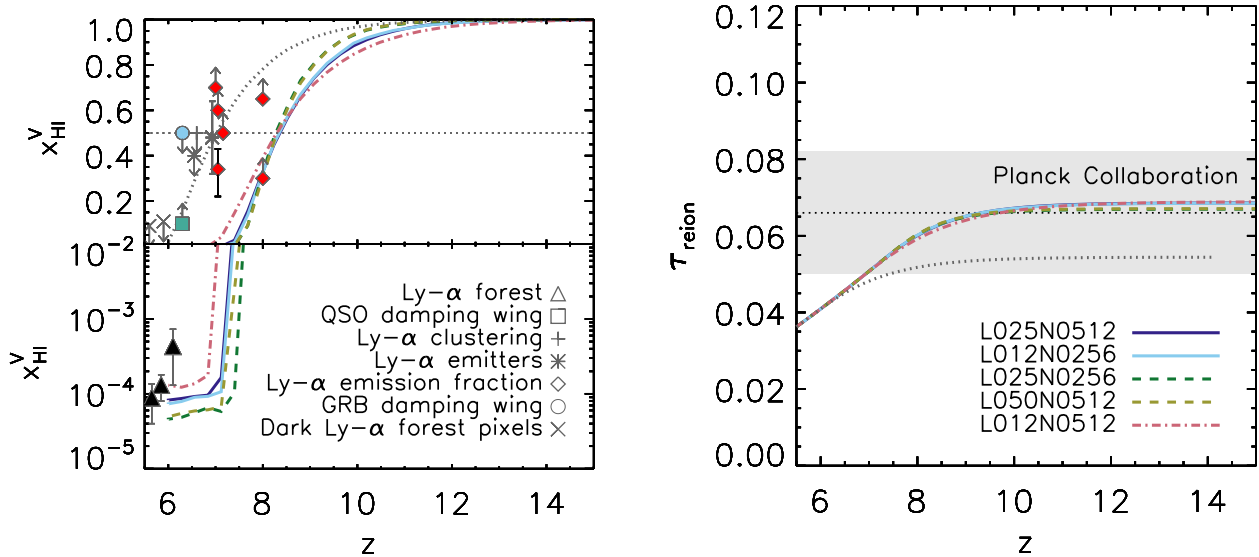 1.0
0.8
0.6
0.4
0.2
x^V_HI
10^-2
10^-3
10^-4
10^-5
x^V_HI
Ly-α forest
QSO damping wing
Ly-α clustering
Ly-α emitters
Ly-α emission fraction
GRB damping wing
Dark Ly-α forest pixels
6 8 10 12 14
z
0.12
0.10
0.08
0.06
0.04
0.02
0.00
τ_reion
Planck Collaboration
L025N0512
L012N0256
L025N0256
L050N0512
L012N0512
6 8 10 12 14
z